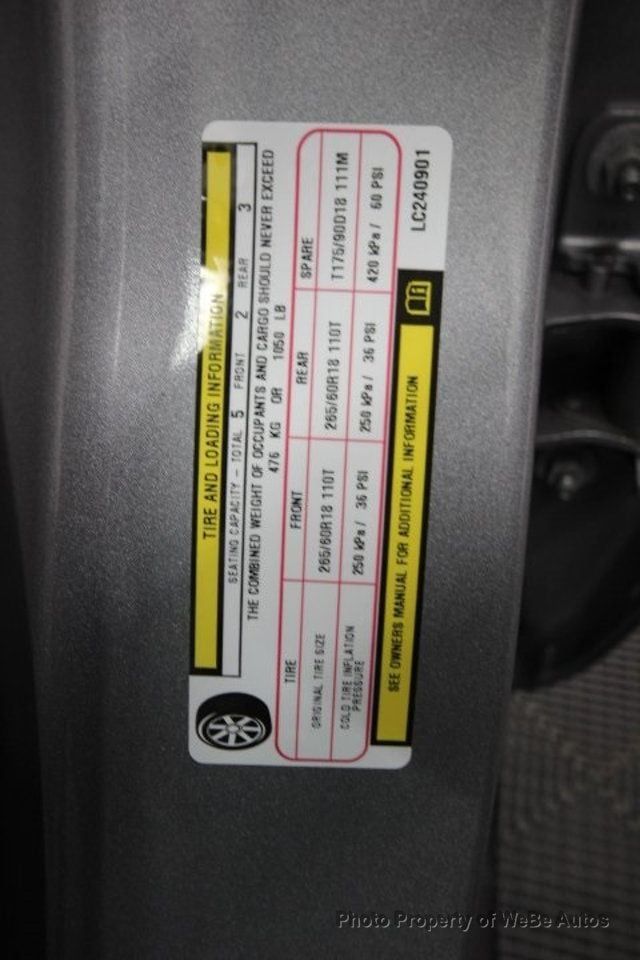 TIRE AND LOADING INFORMATION
SEATING CAPACITY - TOTAL 5 FRONT 2 REAR 3
THE COMBINED WEIGHT OF OCCUPANTS AND CARGO SHOULD NEVER EXCEED
476 KG OR 1050 LB
TIRE FRONT REAR SPARE
ORIGINAL TIRE SIZE 265/60R18 110T 265/60R18 110T T175/90D18 111M
COLD TIRE INFLATION
PRESSURE 250 kPa / 36 PSI 250 kPa / 36 PSI 420 kPa / 60 PSI
SEE OWNERS MANUAL FOR ADDITIONAL INFORMATION
LC240901
Photo Property of WeBe Autos